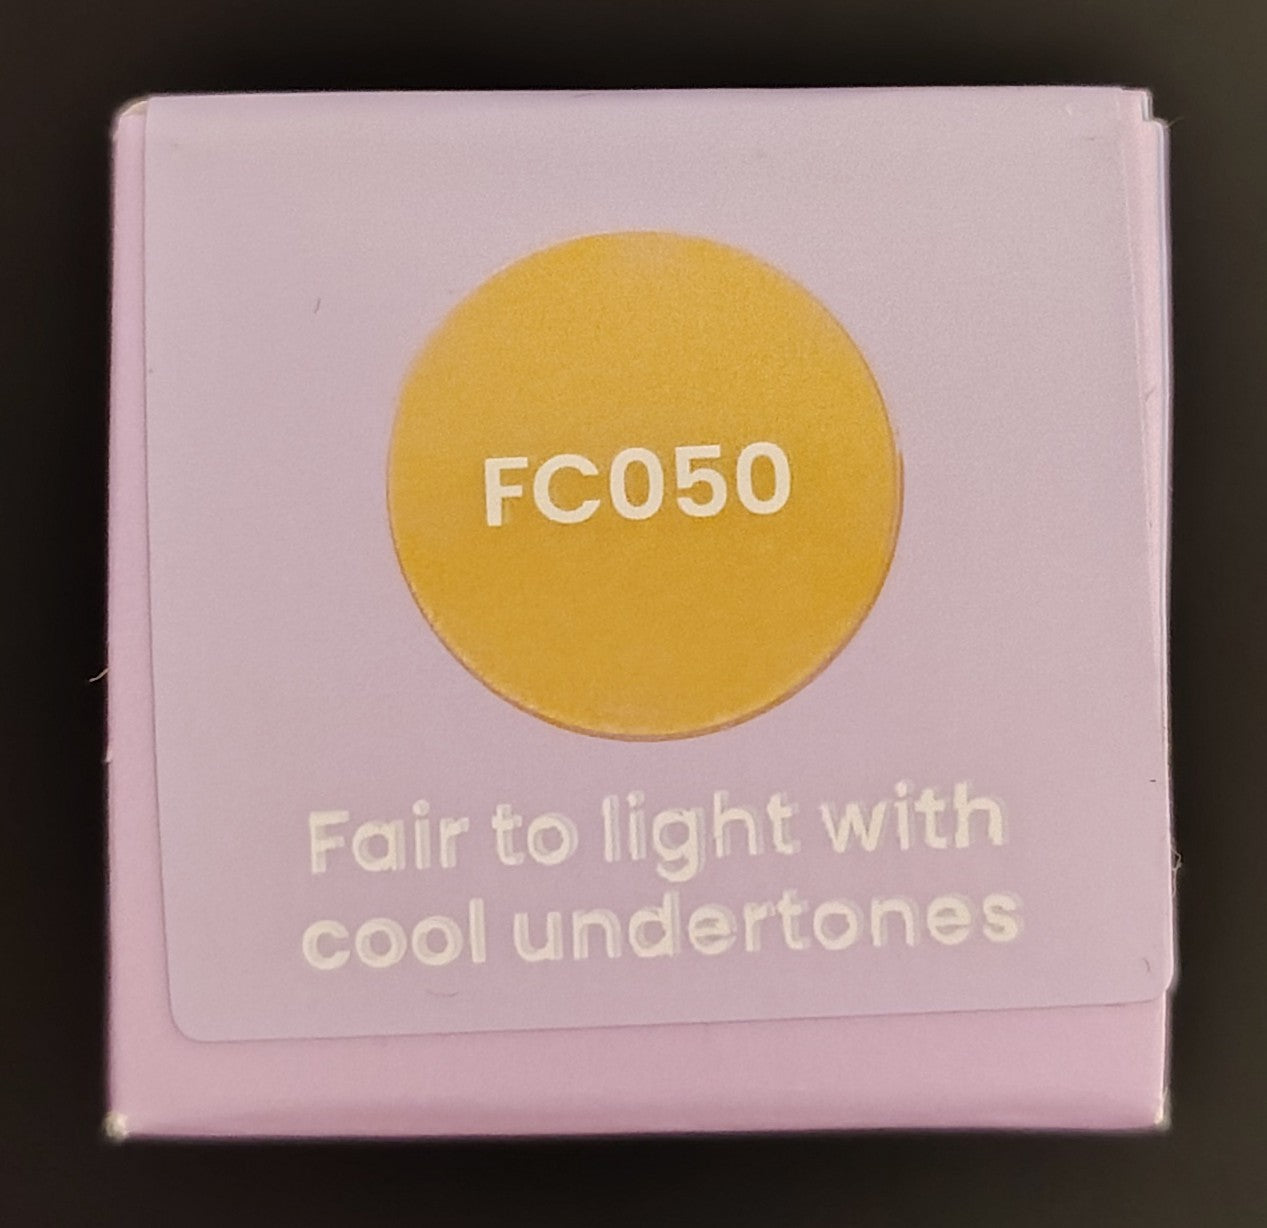 FC050
Fair to light with
cool undertones